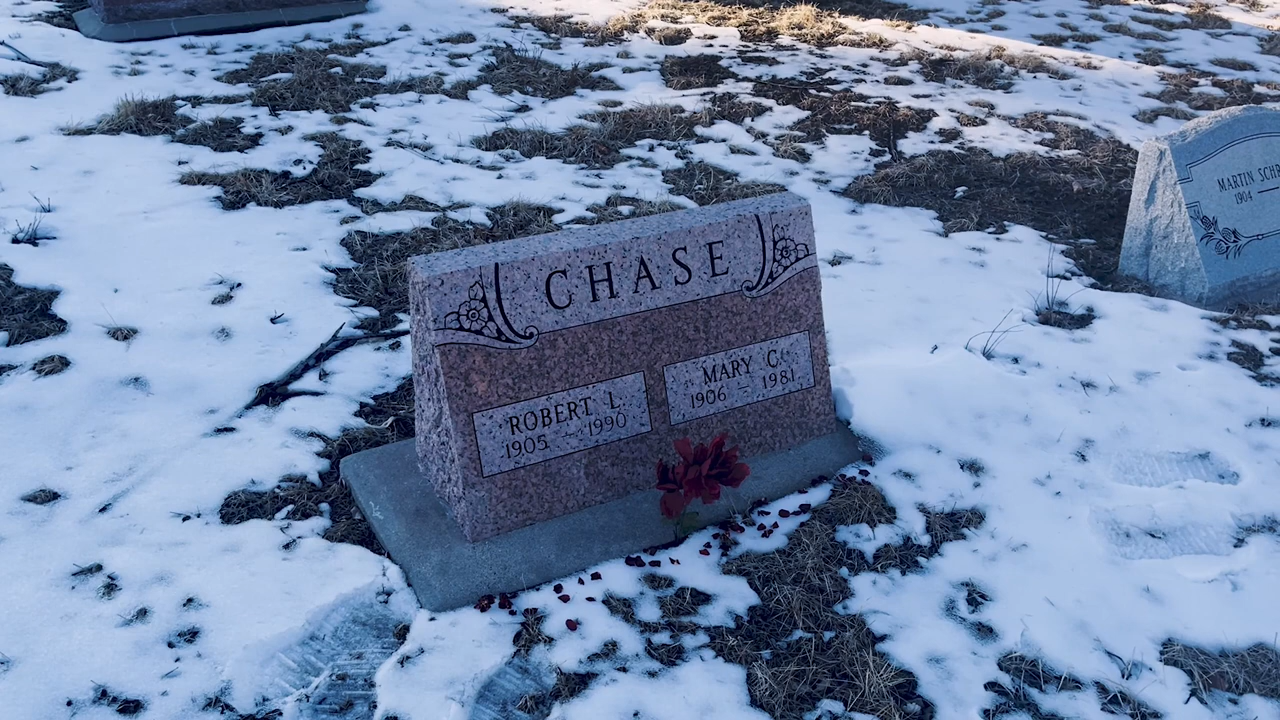 CHASE
ROBERT L.
1905 – 1990
MARY C.
1906 – 1981
MARTIN
1904 –